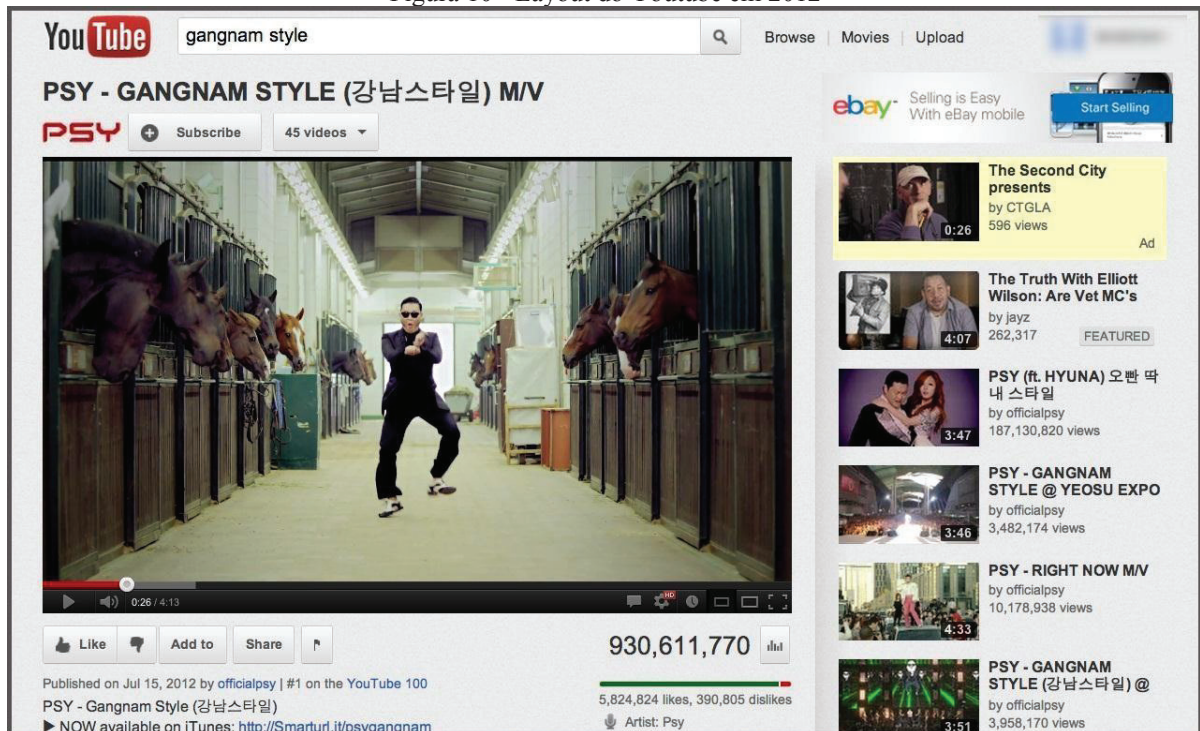 Figura 10 - Layout do Youtube em 2012
YouTube
gangnam style
Browse | Movies | Upload
PSY - GANGNAM STYLE (강남스타일) M/V
PSY
Subscribe
45 videos
ebay
Selling is Easy
With eBay mobile
Start Selling
0:26 / 4:13
HD
Like
Add to
Share
930,611,770
Published on Jul 15, 2012 by officialpsy | #1 on the YouTube 100
5,824,824 likes, 390,805 dislikes
PSY - Gangnam Style (강남스타일)
Artist: Psy
▶ NOW available on iTunes: http://Smarturl.it/psygangnam
0:26
The Second City
presents
by CTGLA
596 views
Ad
4:07
The Truth With Elliott
Wilson: Are Vet MC's
by jayz
262,317
FEATURED
3:47
PSY (ft. HYUNA) 오빤 딱
내 스타일
by officialpsy
187,130,820 views
3:46
PSY - GANGNAM
STYLE @ YEOSU EXPO
by officialpsy
3,482,174 views
4:33
PSY - RIGHT NOW M/V
by officialpsy
10,178,938 views
3:51
PSY - GANGNAM
STYLE (강남스타일) @
by officialpsy
3,958,170 views